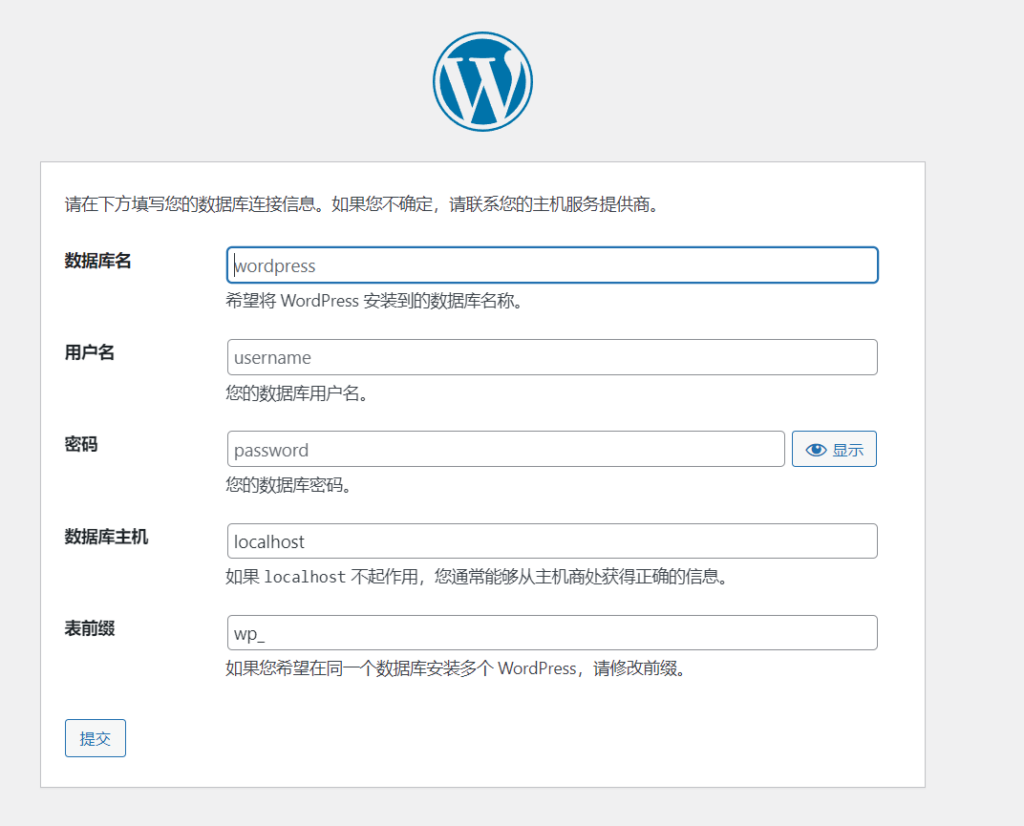 请在下方填写您的数据库连接信息。如果您不确定，请联系您的主机服务提供商。
数据库名
wordpress
希望将 WordPress 安装到的数据库名称。
用户名
username
您的数据库用户名。
密码
password
显示
您的数据库密码。
数据库主机
localhost
如果 localhost 不起作用，您通常能够从主机商处获得正确的信息。
表前缀
wp_
如果您希望在同一个数据库安装多个 WordPress，请修改前缀。
提交